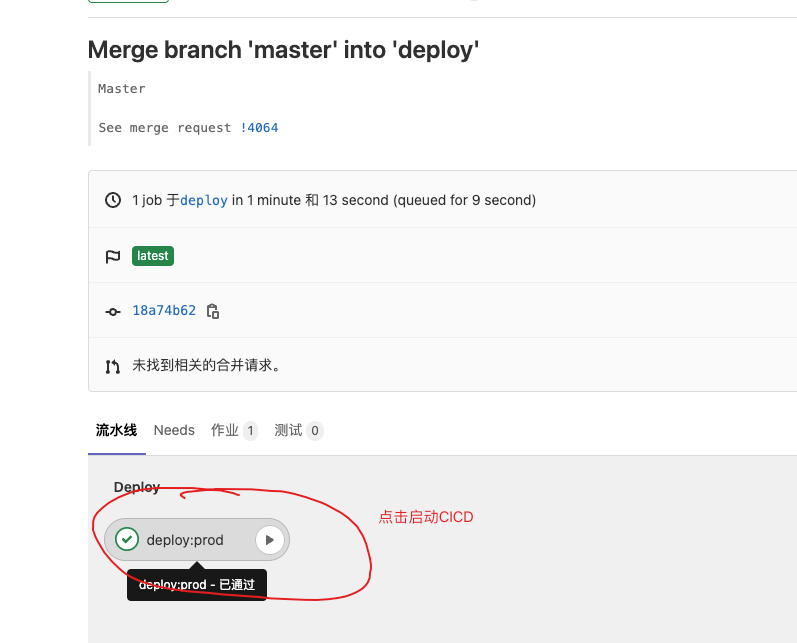 Merge branch 'master' into 'deploy'
Master
See merge request !4064
1 job 于deploy in 1 minute 和 13 second (queued for 9 second)
latest
18a74b62
未找到相关的合并请求。
流水线 Needs 作业 1 测试 0
Deploy
点击启动CICD
deploy:prod
deploy:prod - 已通过